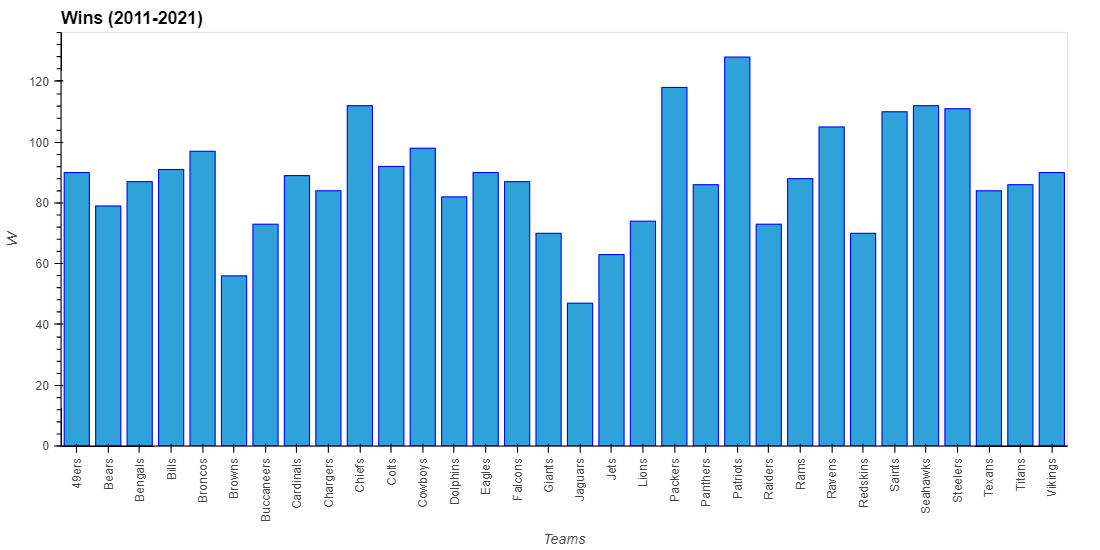 Wins (2011-2021)
120
100
80
60
40
20
0
W
49ers
Bears
Bengals
Bills
Broncos
Browns
Buccaneers
Cardinals
Chargers
Chiefs
Colts
Cowboys
Dolphins
Eagles
Falcons
Giants
Jaguars
Jets
Lions
Packers
Panthers
Patriots
Raiders
Rams
Ravens
Redskins
Saints
Seahawks
Steelers
Texans
Titans
Vikings
Teams